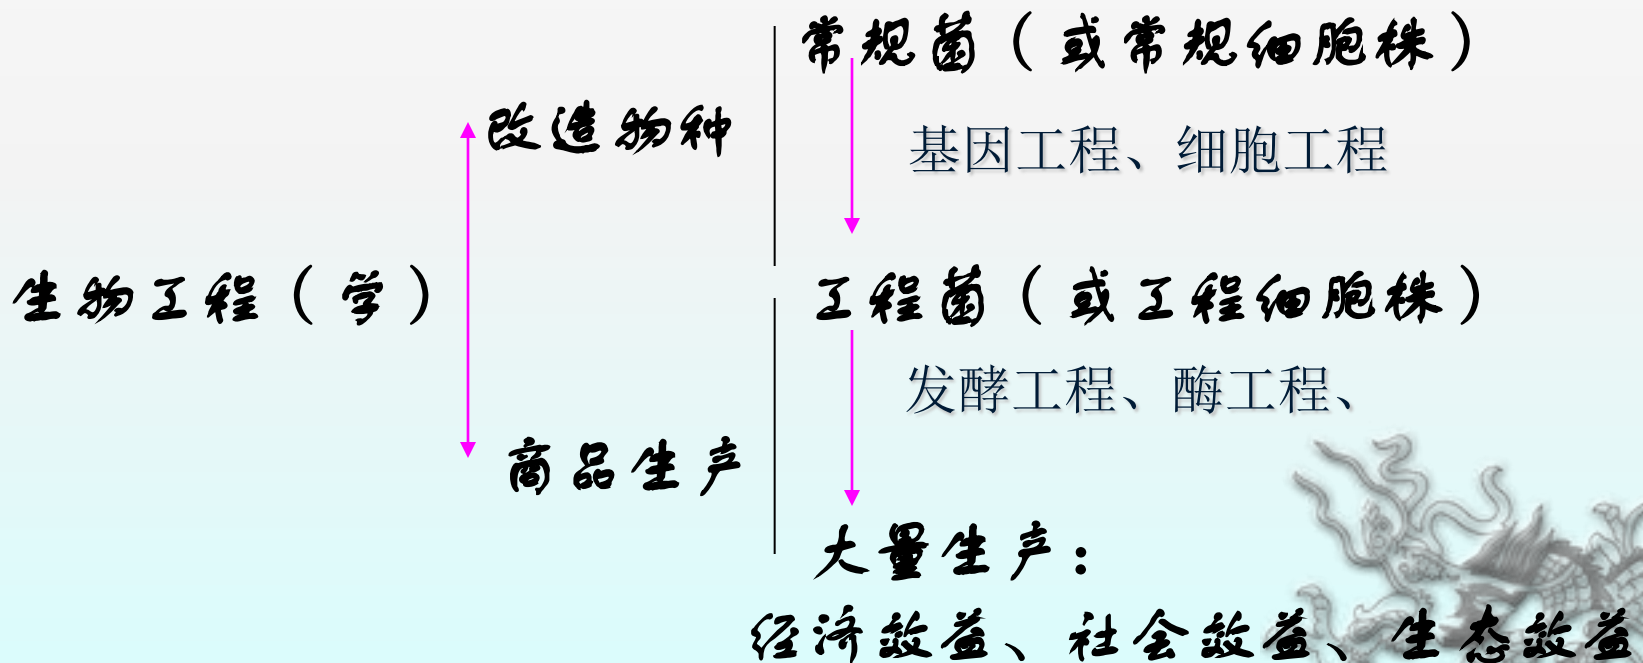 常规菌（或常规细胞株）
改造物种
基因工程、细胞工程
生物工程（学）
工程菌（或工程细胞株）
发酵工程、酶工程、
商品生产
大量生产：
经济效益、社会效益、生态效益